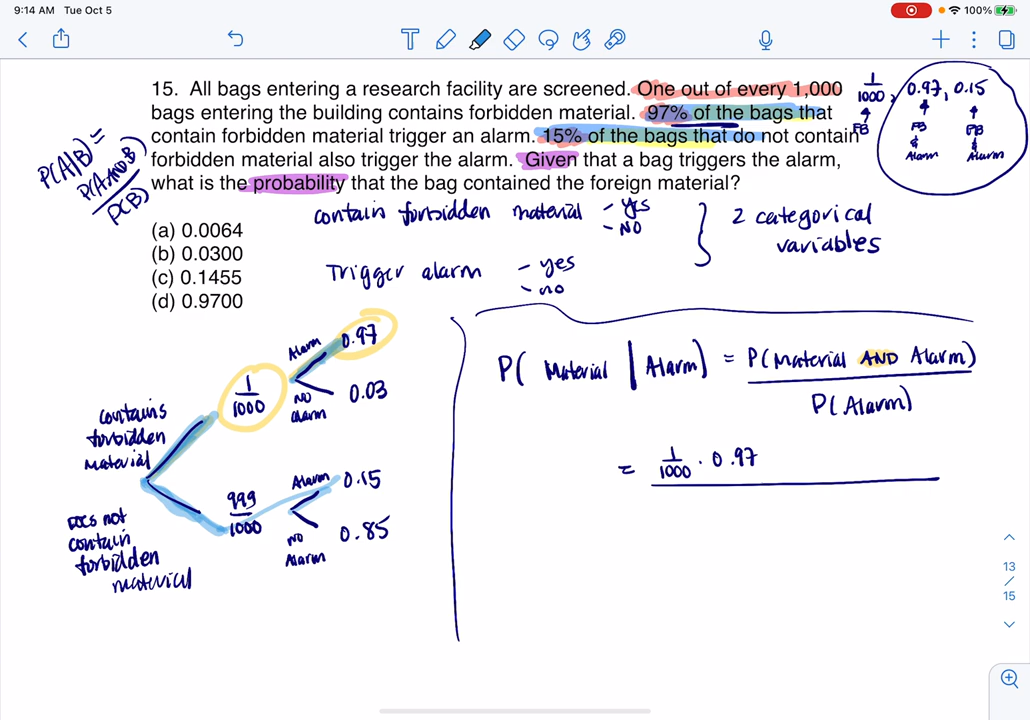 9:14 AM Tue Oct 5
100%
15. All bags entering a research facility are screened. One out of every 1,000
bags entering the building contains forbidden material. 97% of the bags that
contain forbidden material trigger an alarm. 15% of the bags that do not contain
forbidden material also trigger the alarm. Given that a bag triggers the alarm,
what is the probability that the bag contained the foreign material?
1/1000, 0.97, 0.15
FB
FB & Alarm
FB & Alarm
P(A|B) = P(A AND B) / P(B)
contain forbidden material - yes
- NO
2 categorical
variables
Trigger alarm - yes
- no
(a) 0.0064
(b) 0.0300
(c) 0.1455
(d) 0.9700
contains
forbidden
material
1/1000
Alarm 0.97
NO alarm 0.03
Does not
contain
forbidden
material
999/1000
Alarm 0.15
NO Alarm 0.85
P( Material | Alarm) = P(Material AND Alarm)
P(Alarm)
= 1/1000 · 0.97
13
/
15